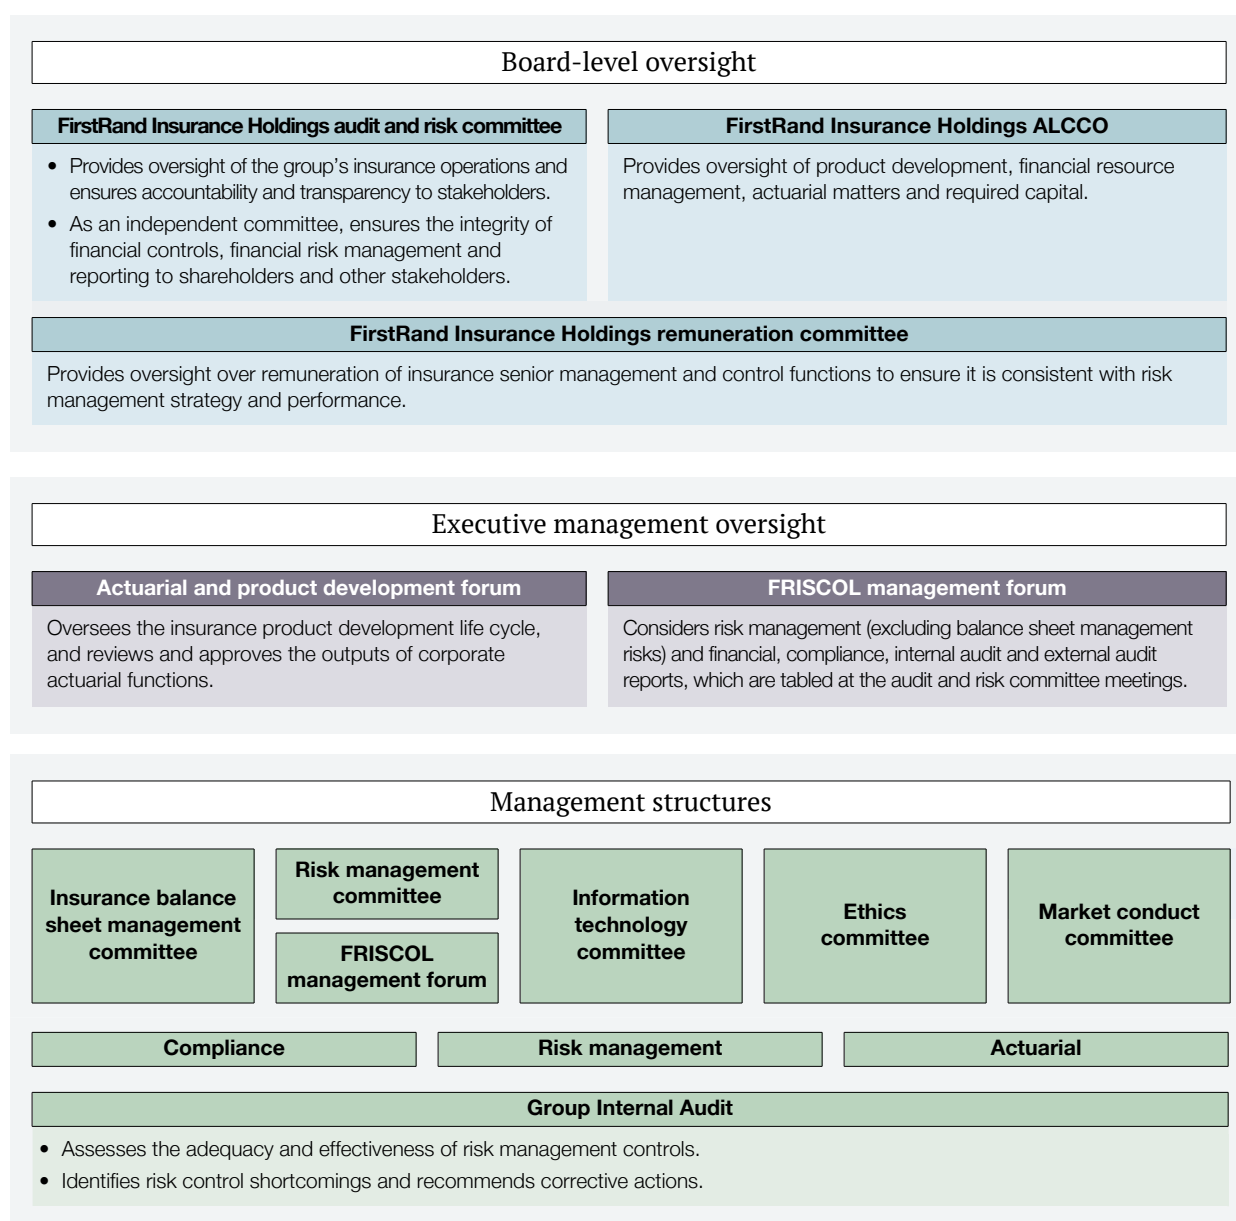 Board-level oversight
FirstRand Insurance Holdings audit and risk committee
• Provides oversight of the group's insurance operations and
ensures accountability and transparency to stakeholders.
• As an independent committee, ensures the integrity of
financial controls, financial risk management and
reporting to shareholders and other stakeholders.
FirstRand Insurance Holdings ALCCO
Provides oversight of product development, financial resource
management, actuarial matters and required capital.
FirstRand Insurance Holdings remuneration committee
Provides oversight over remuneration of insurance senior management and control functions to ensure it is consistent with risk
management strategy and performance.
Executive management oversight
Actuarial and product development forum
Oversees the insurance product development life cycle,
and reviews and approves the outputs of corporate
actuarial functions.
FRISCOL management forum
Considers risk management (excluding balance sheet management
risks) and financial, compliance, internal audit and external audit
reports, which are tabled at the audit and risk committee meetings.
Management structures
Insurance balance
sheet management
committee
Risk management
committee
FRISCOL
management forum
Information
technology
committee
Ethics
committee
Market conduct
committee
Compliance
Risk management
Actuarial
Group Internal Audit
• Assesses the adequacy and effectiveness of risk management controls.
• Identifies risk control shortcomings and recommends corrective actions.